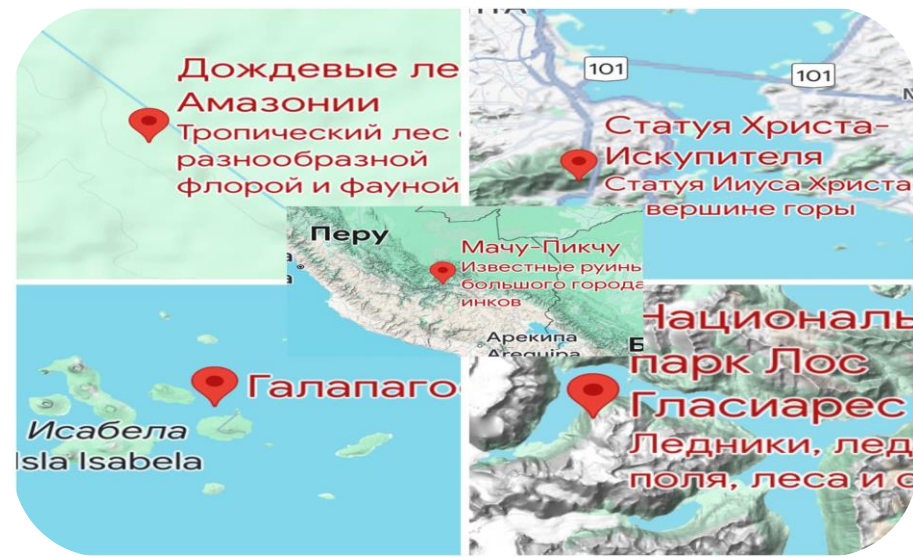 Дождевые ле
Амазонии
Тропический лес
разнообразной
флорой и фауной
101
101
Статуя Христа-
Искупителя
Статуя Ииуса Христа
вершине горы
Перу
Мачу-Пикчу
Известные руины
большого города
инков
Арекипа
Arequipa
Галапаго
Исабела
Isla Isabela
Националь
парк Лос
Гласиарес
Ледники, лед
поля, леса и